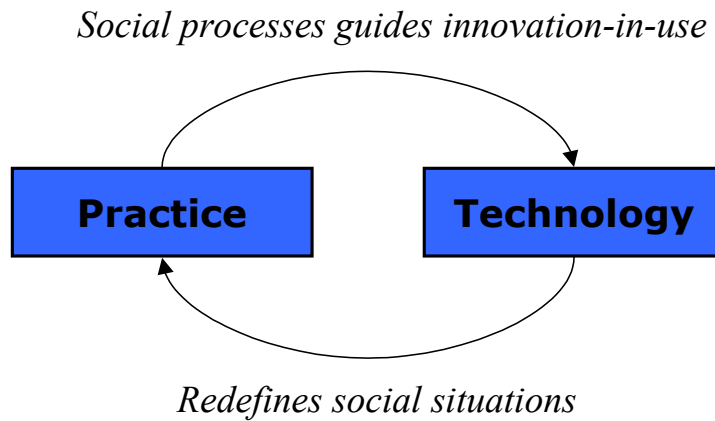 Social processes guides innovation-in-use
Practice
Technology
Redefines social situations